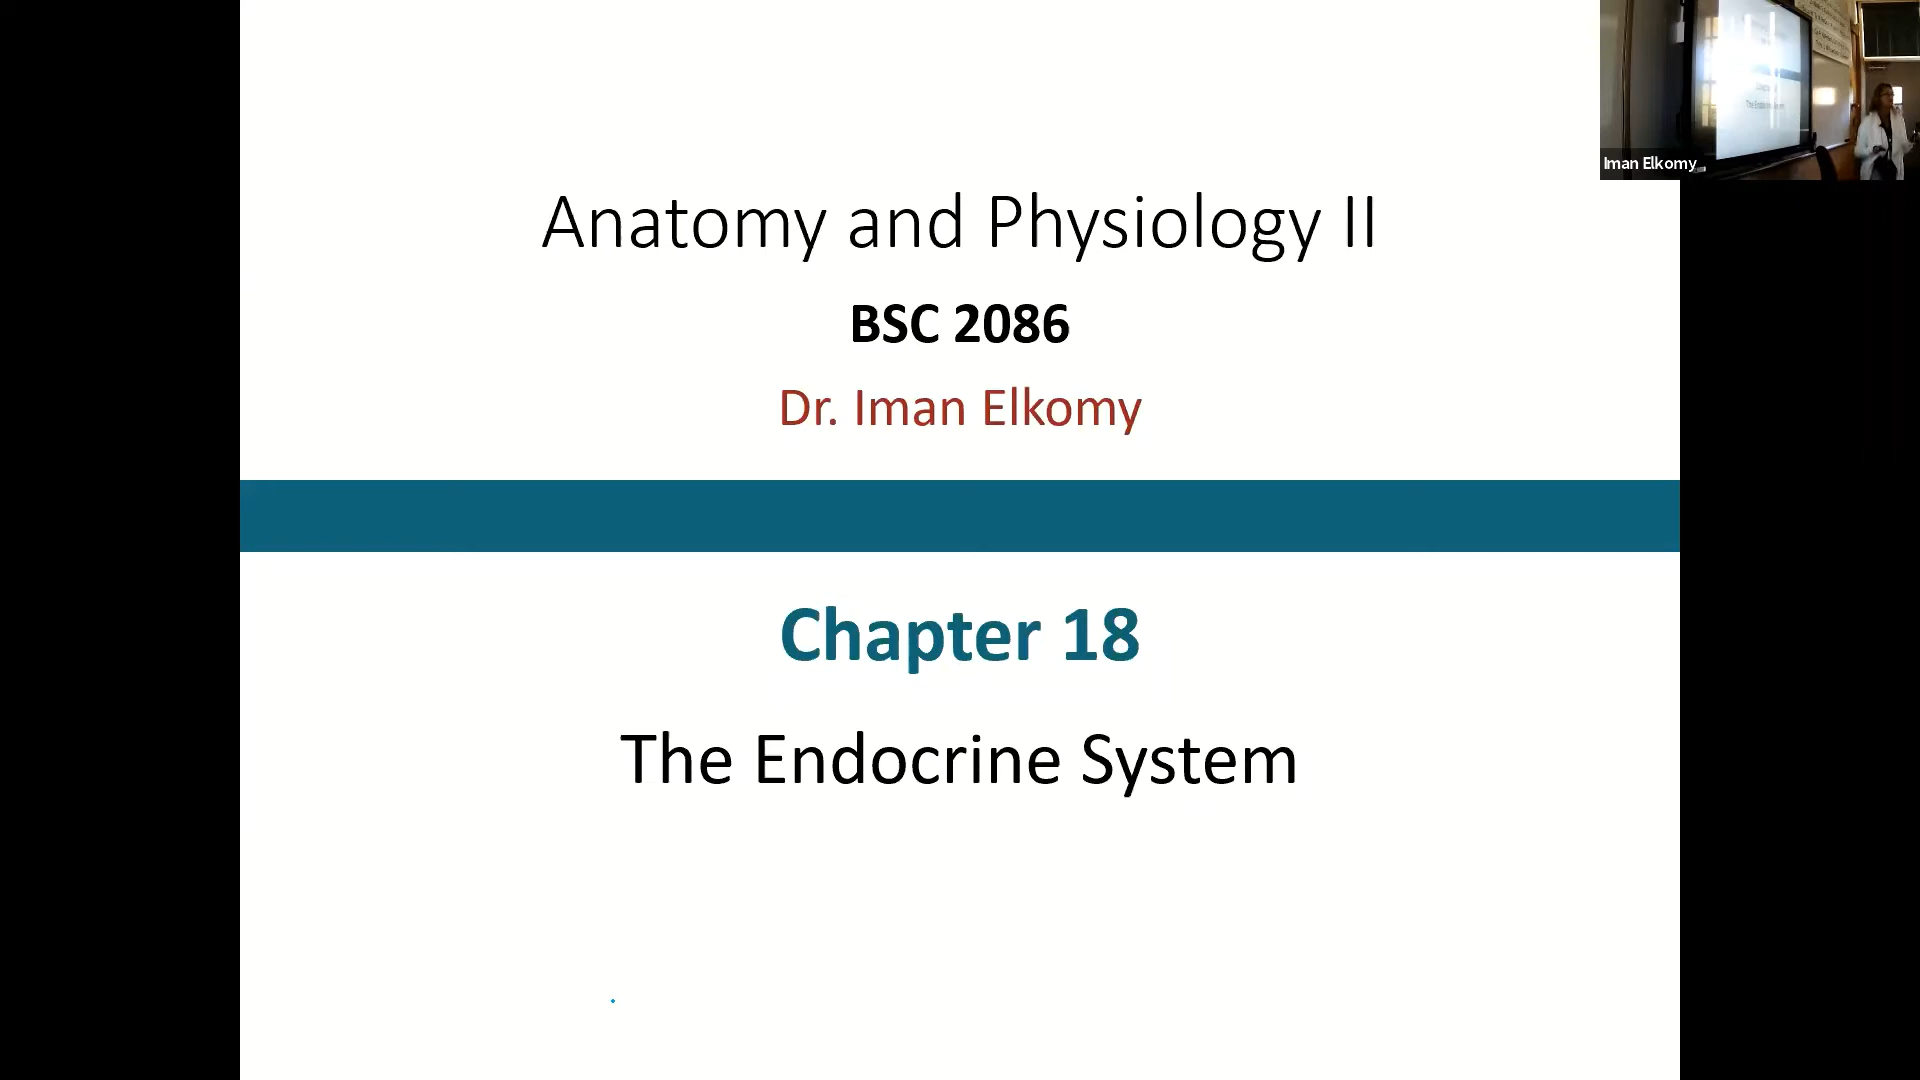 Anatomy and Physiology II
BSC 2086
Dr. Iman Elkomy
Chapter 18
The Endocrine System
Iman Elkomy